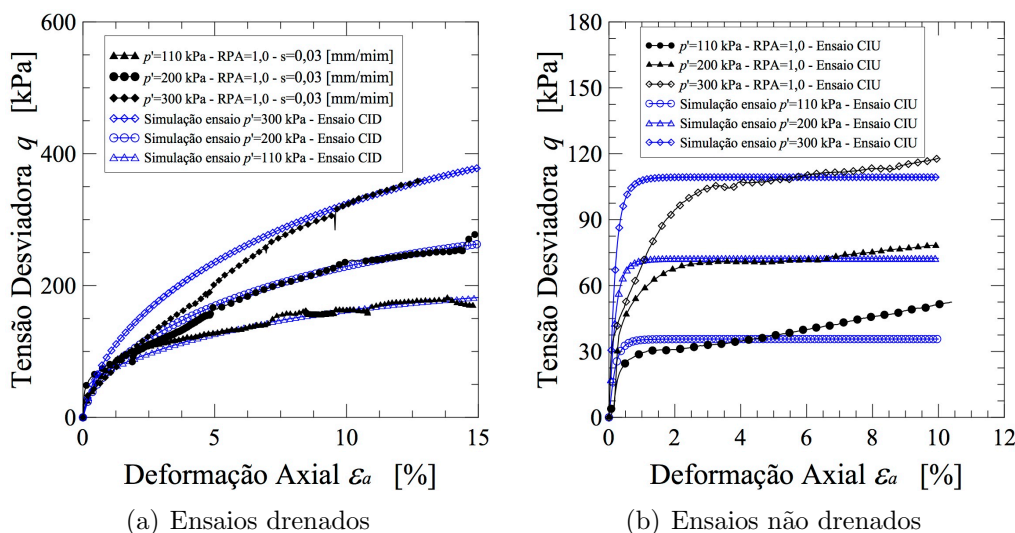 600
400
200
0
0
5
10
15
Tensão Desviadora q [kPa]
Deformação Axial εa [%]
p'=110 kPa - RPA=1,0 - s=0,03 [mm/mim]
p'=200 kPa - RPA=1,0 - s=0,03 [mm/mim]
p'=300 kPa - RPA=1,0 - s=0,03 [mm/mim]
Simulação ensaio p'=300 kPa - Ensaio CID
Simulação ensaio p'=200 kPa - Ensaio CID
Simulação ensaio p'=110 kPa - Ensaio CID
(a) Ensaios drenados
180
150
120
90
60
30
0
0
2
4
6
8
10
12
Tensão Desviadora q [kPa]
Deformação Axial εa [%]
p'=110 kPa - RPA=1,0 - Ensaio CIU
p'=200 kPa - RPA=1,0 - Ensaio CIU
p'=300 kPa - RPA=1,0 - Ensaio CIU
Simulação ensaio p'=110 kPa - Ensaio CIU
Simulação ensaio p'=200 kPa - Ensaio CIU
Simulação ensaio p'=300 kPa - Ensaio CIU
(b) Ensaios não drenados